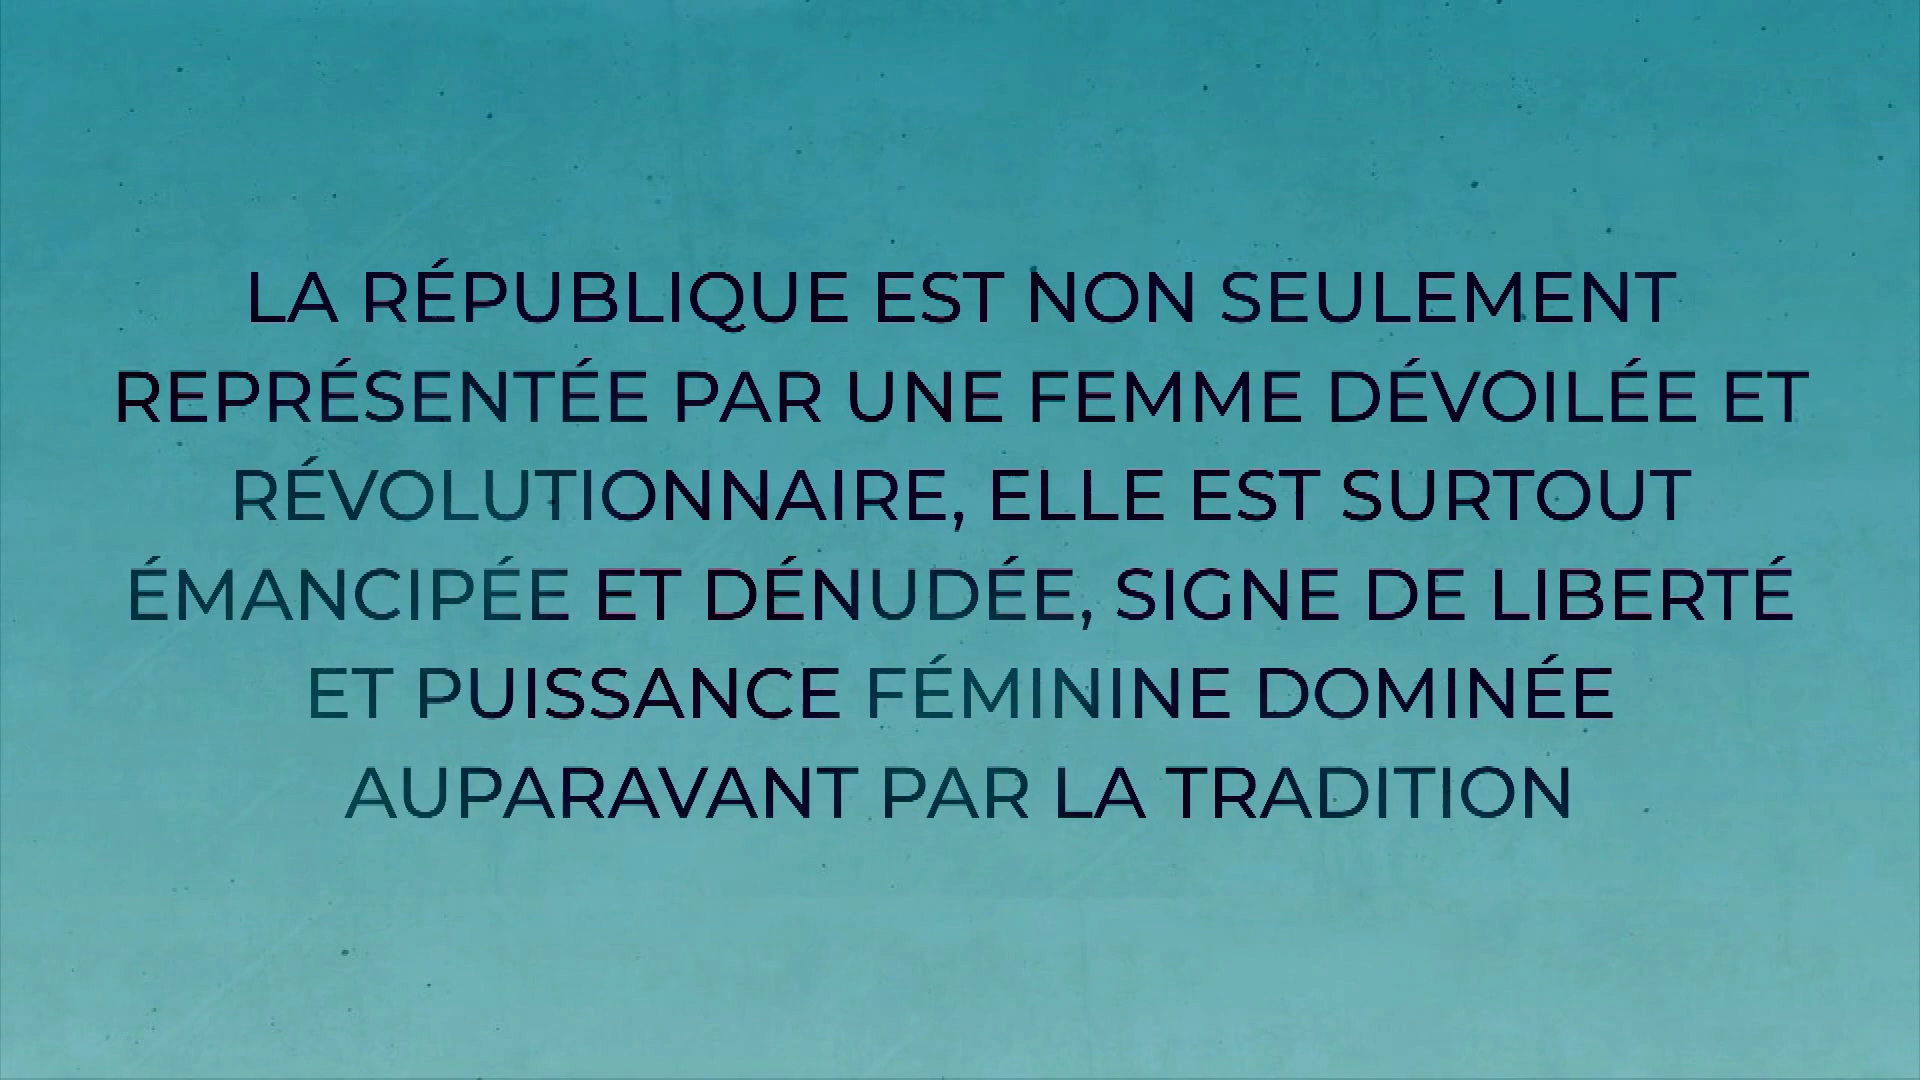 LA RÉPUBLIQUE EST NON SEULEMENT
REPRÉSENTÉE PAR UNE FEMME DÉVOILÉE ET
RÉVOLUTIONNAIRE, ELLE EST SURTOUT
ÉMANCIPÉE ET DÉNUDÉE, SIGNE DE LIBERTÉ
ET PUISSANCE FÉMININE DOMINÉE
AUPARAVANT PAR LA TRADITION